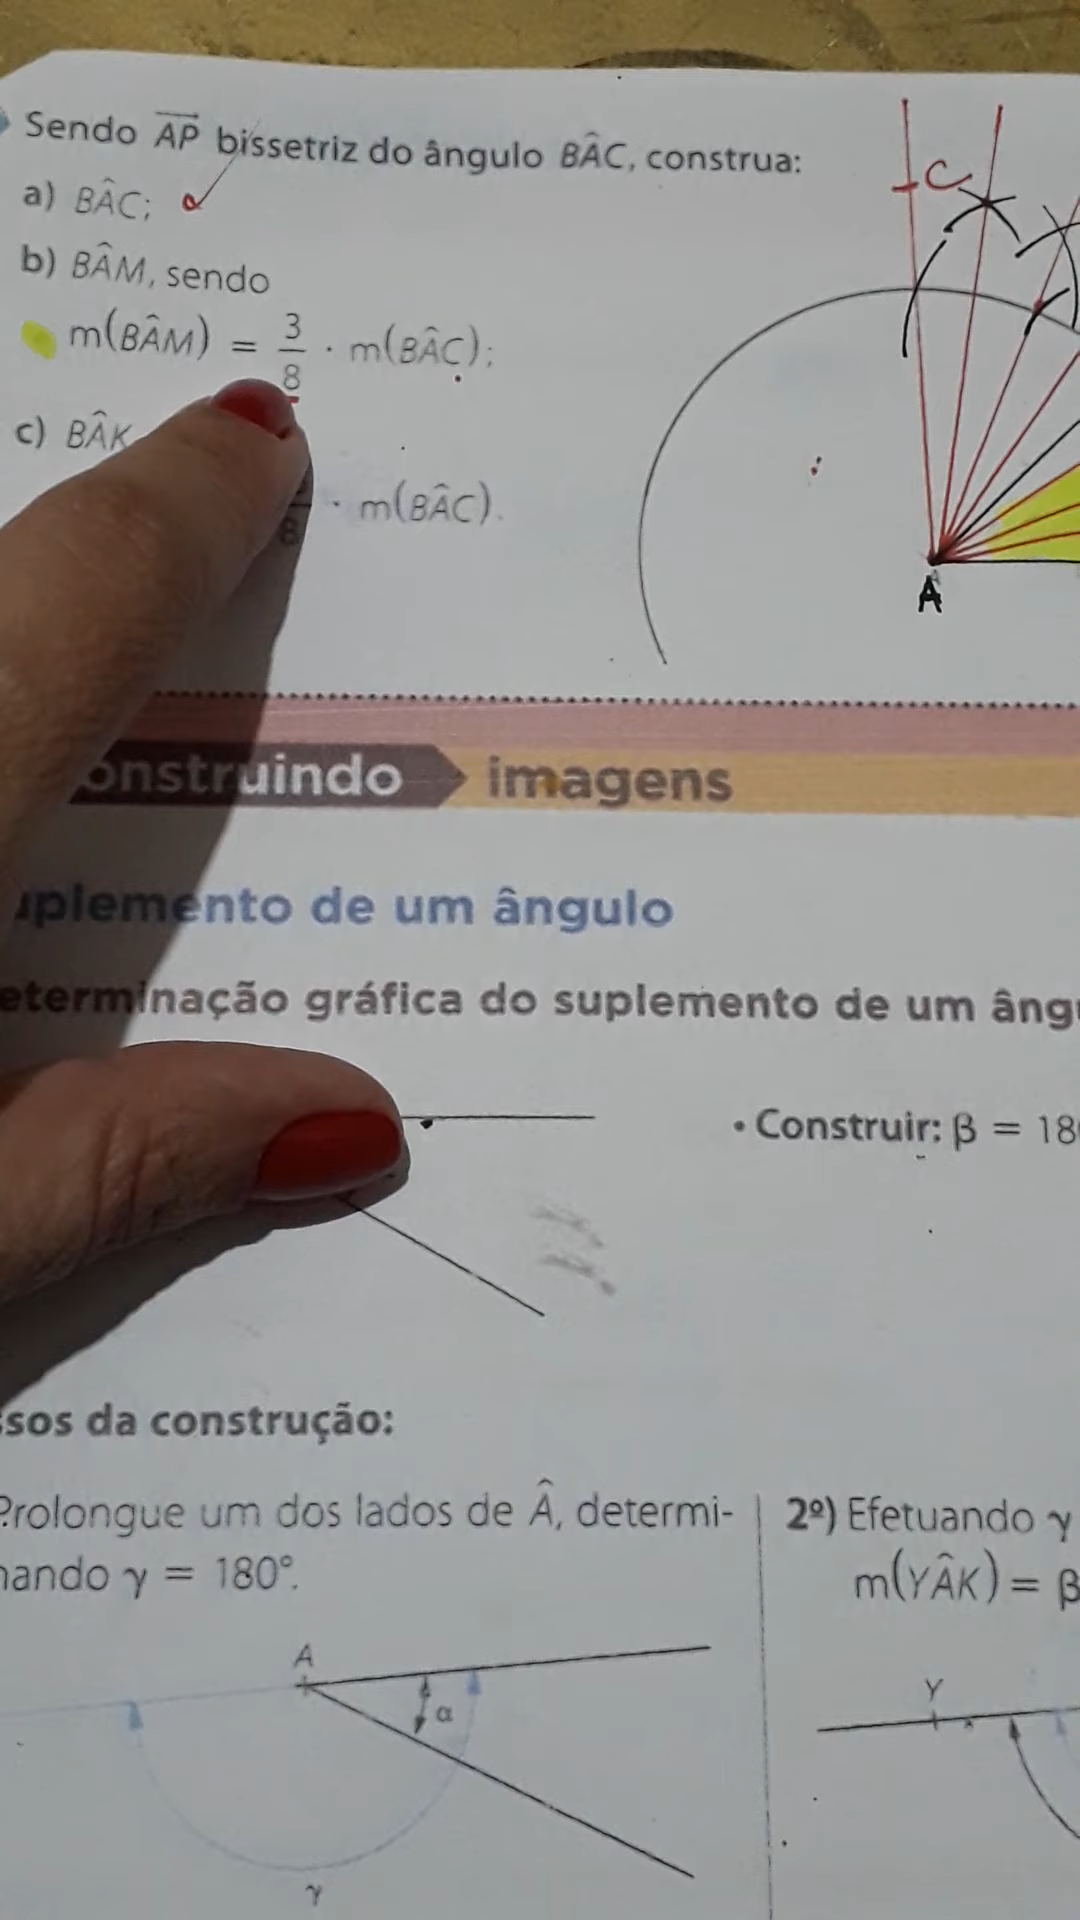 Sendo AP bissetriz do ângulo BÂC, construa:
a) BÂC;
b) BÂM, sendo
m(BÂM) = 3/8 · m(BÂC);
c) BÂK
8 · m(BÂC).
C
A
onstruindo imagens
uplemento de um ângulo
eterminação gráfica do suplemento de um âng
• Construir: β = 18
sos da construção:
Prolongue um dos lados de Â, determi-
nando γ = 180°.
2º) Efetuando γ
m(YÂK) = β
A
α
γ
Y